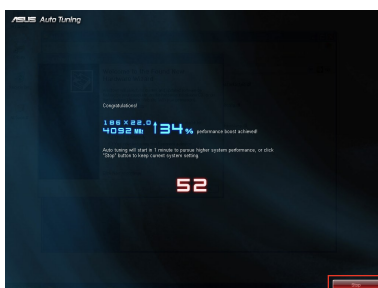 ASUS Auto Tuning
Congratulations!
186 x 22.0
4092 MHz 34% performance boost achieved!
Auto tuning will start in 1 minute to pursue higher system performance, or click
"Stop" button to keep current system setting.
52
Stop